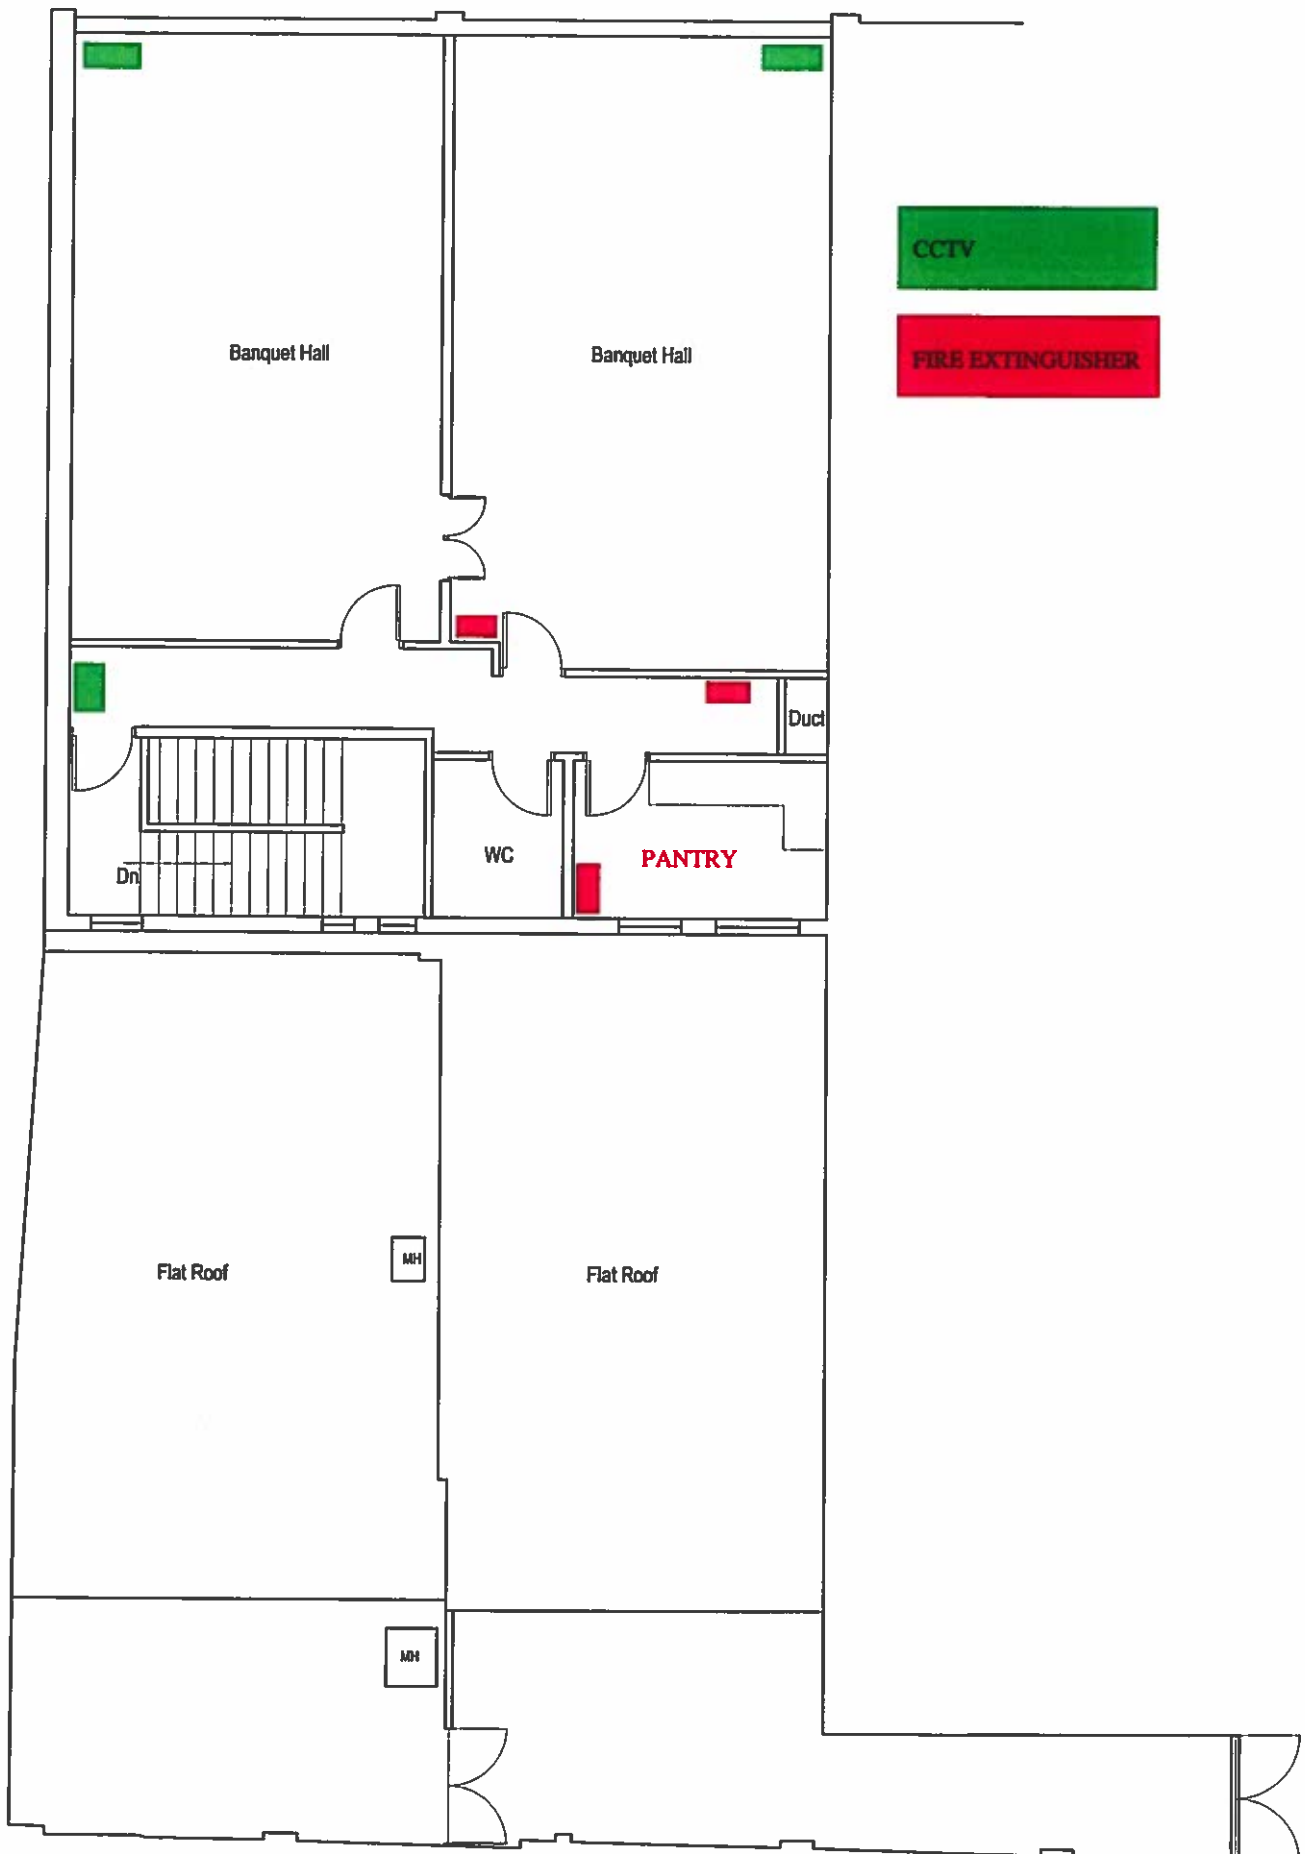 CCTV
FIRE EXTINGUISHER
Banquet Hall
Banquet Hall
Duct
WC
PANTRY
Dn
MH
Flat Roof
Flat Roof
MH